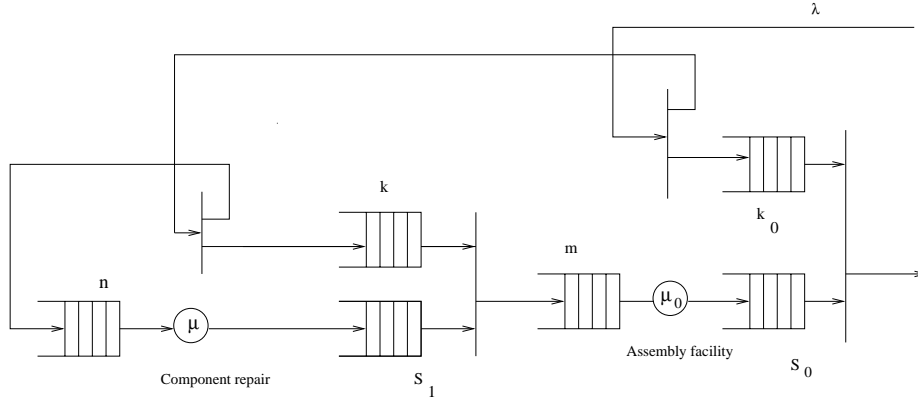 λ
k
k 0
m
n
μ
μ 0
Assembly facility
S 0
Component repair
S 1